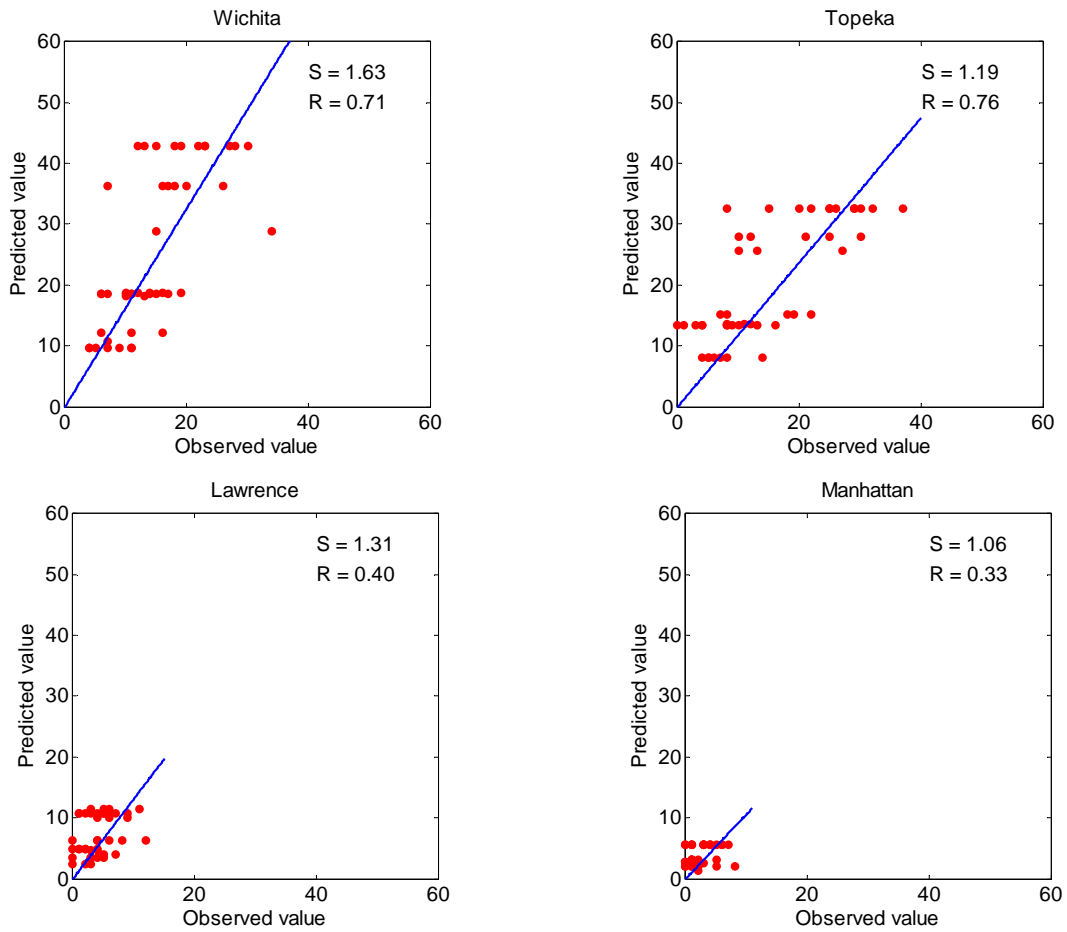 Wichita
60
50
40
30
20
10
0
0 20 40 60
Predicted value
Observed value
S = 1.63
R = 0.71
Topeka
60
50
40
30
20
10
0
0 20 40 60
Predicted value
Observed value
S = 1.19
R = 0.76
Lawrence
60
50
40
30
20
10
0
0 20 40 60
Predicted value
Observed value
S = 1.31
R = 0.40
Manhattan
60
50
40
30
20
10
0
0 20 40 60
Predicted value
Observed value
S = 1.06
R = 0.33